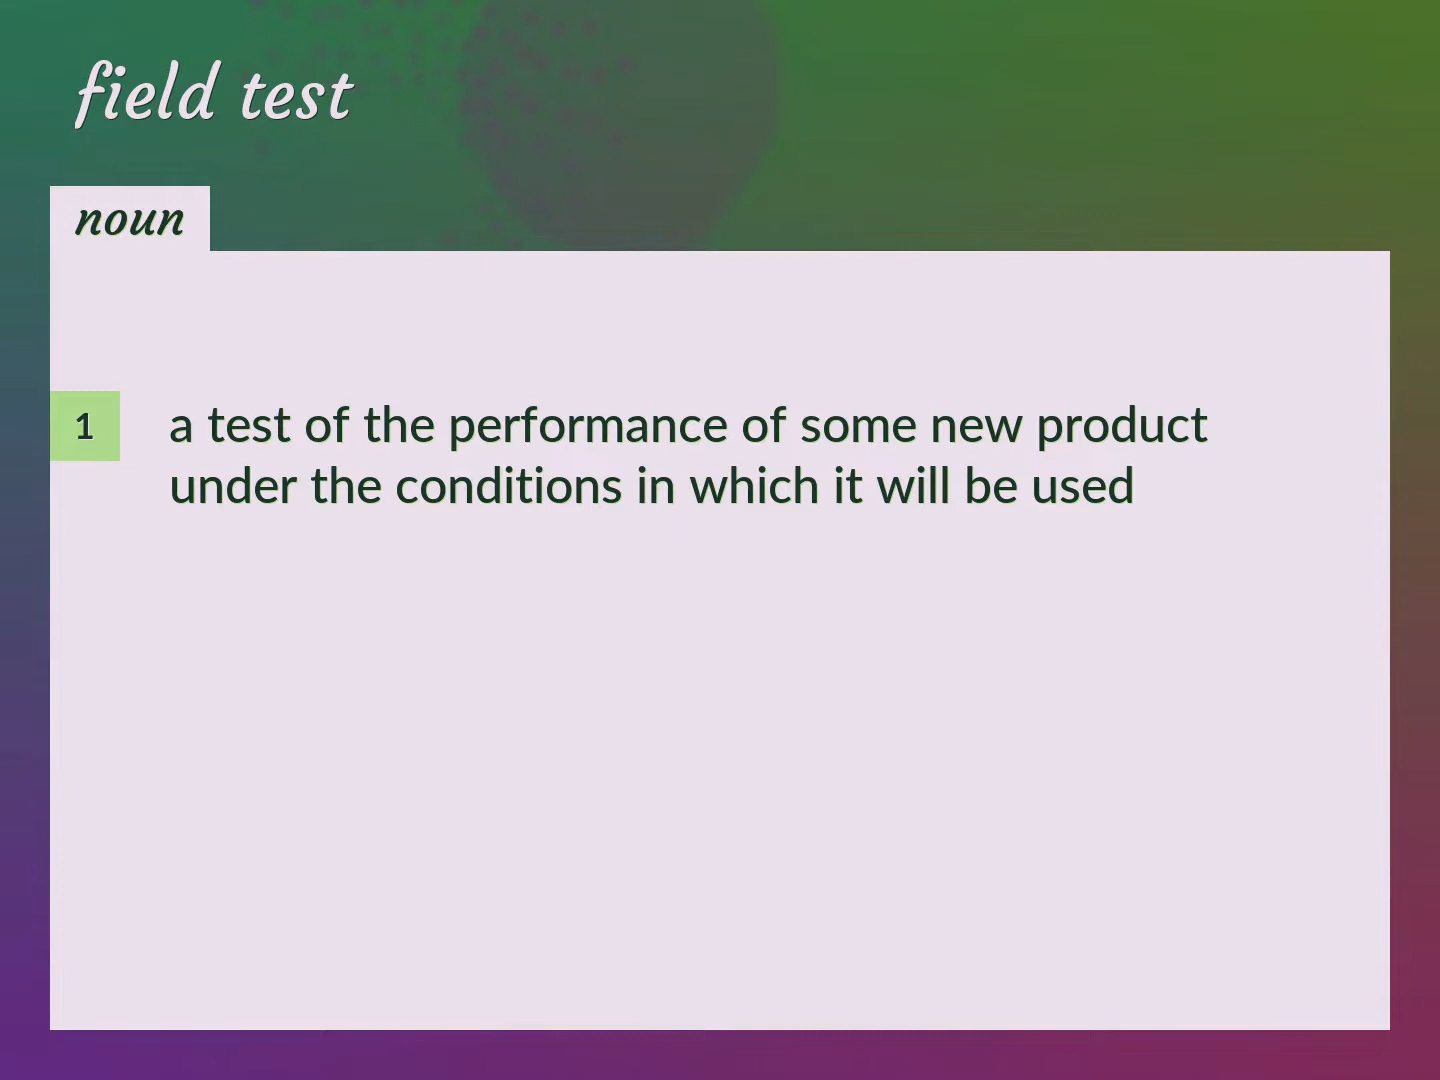 field test
noun
1
a test of the performance of some new product
under the conditions in which it will be used